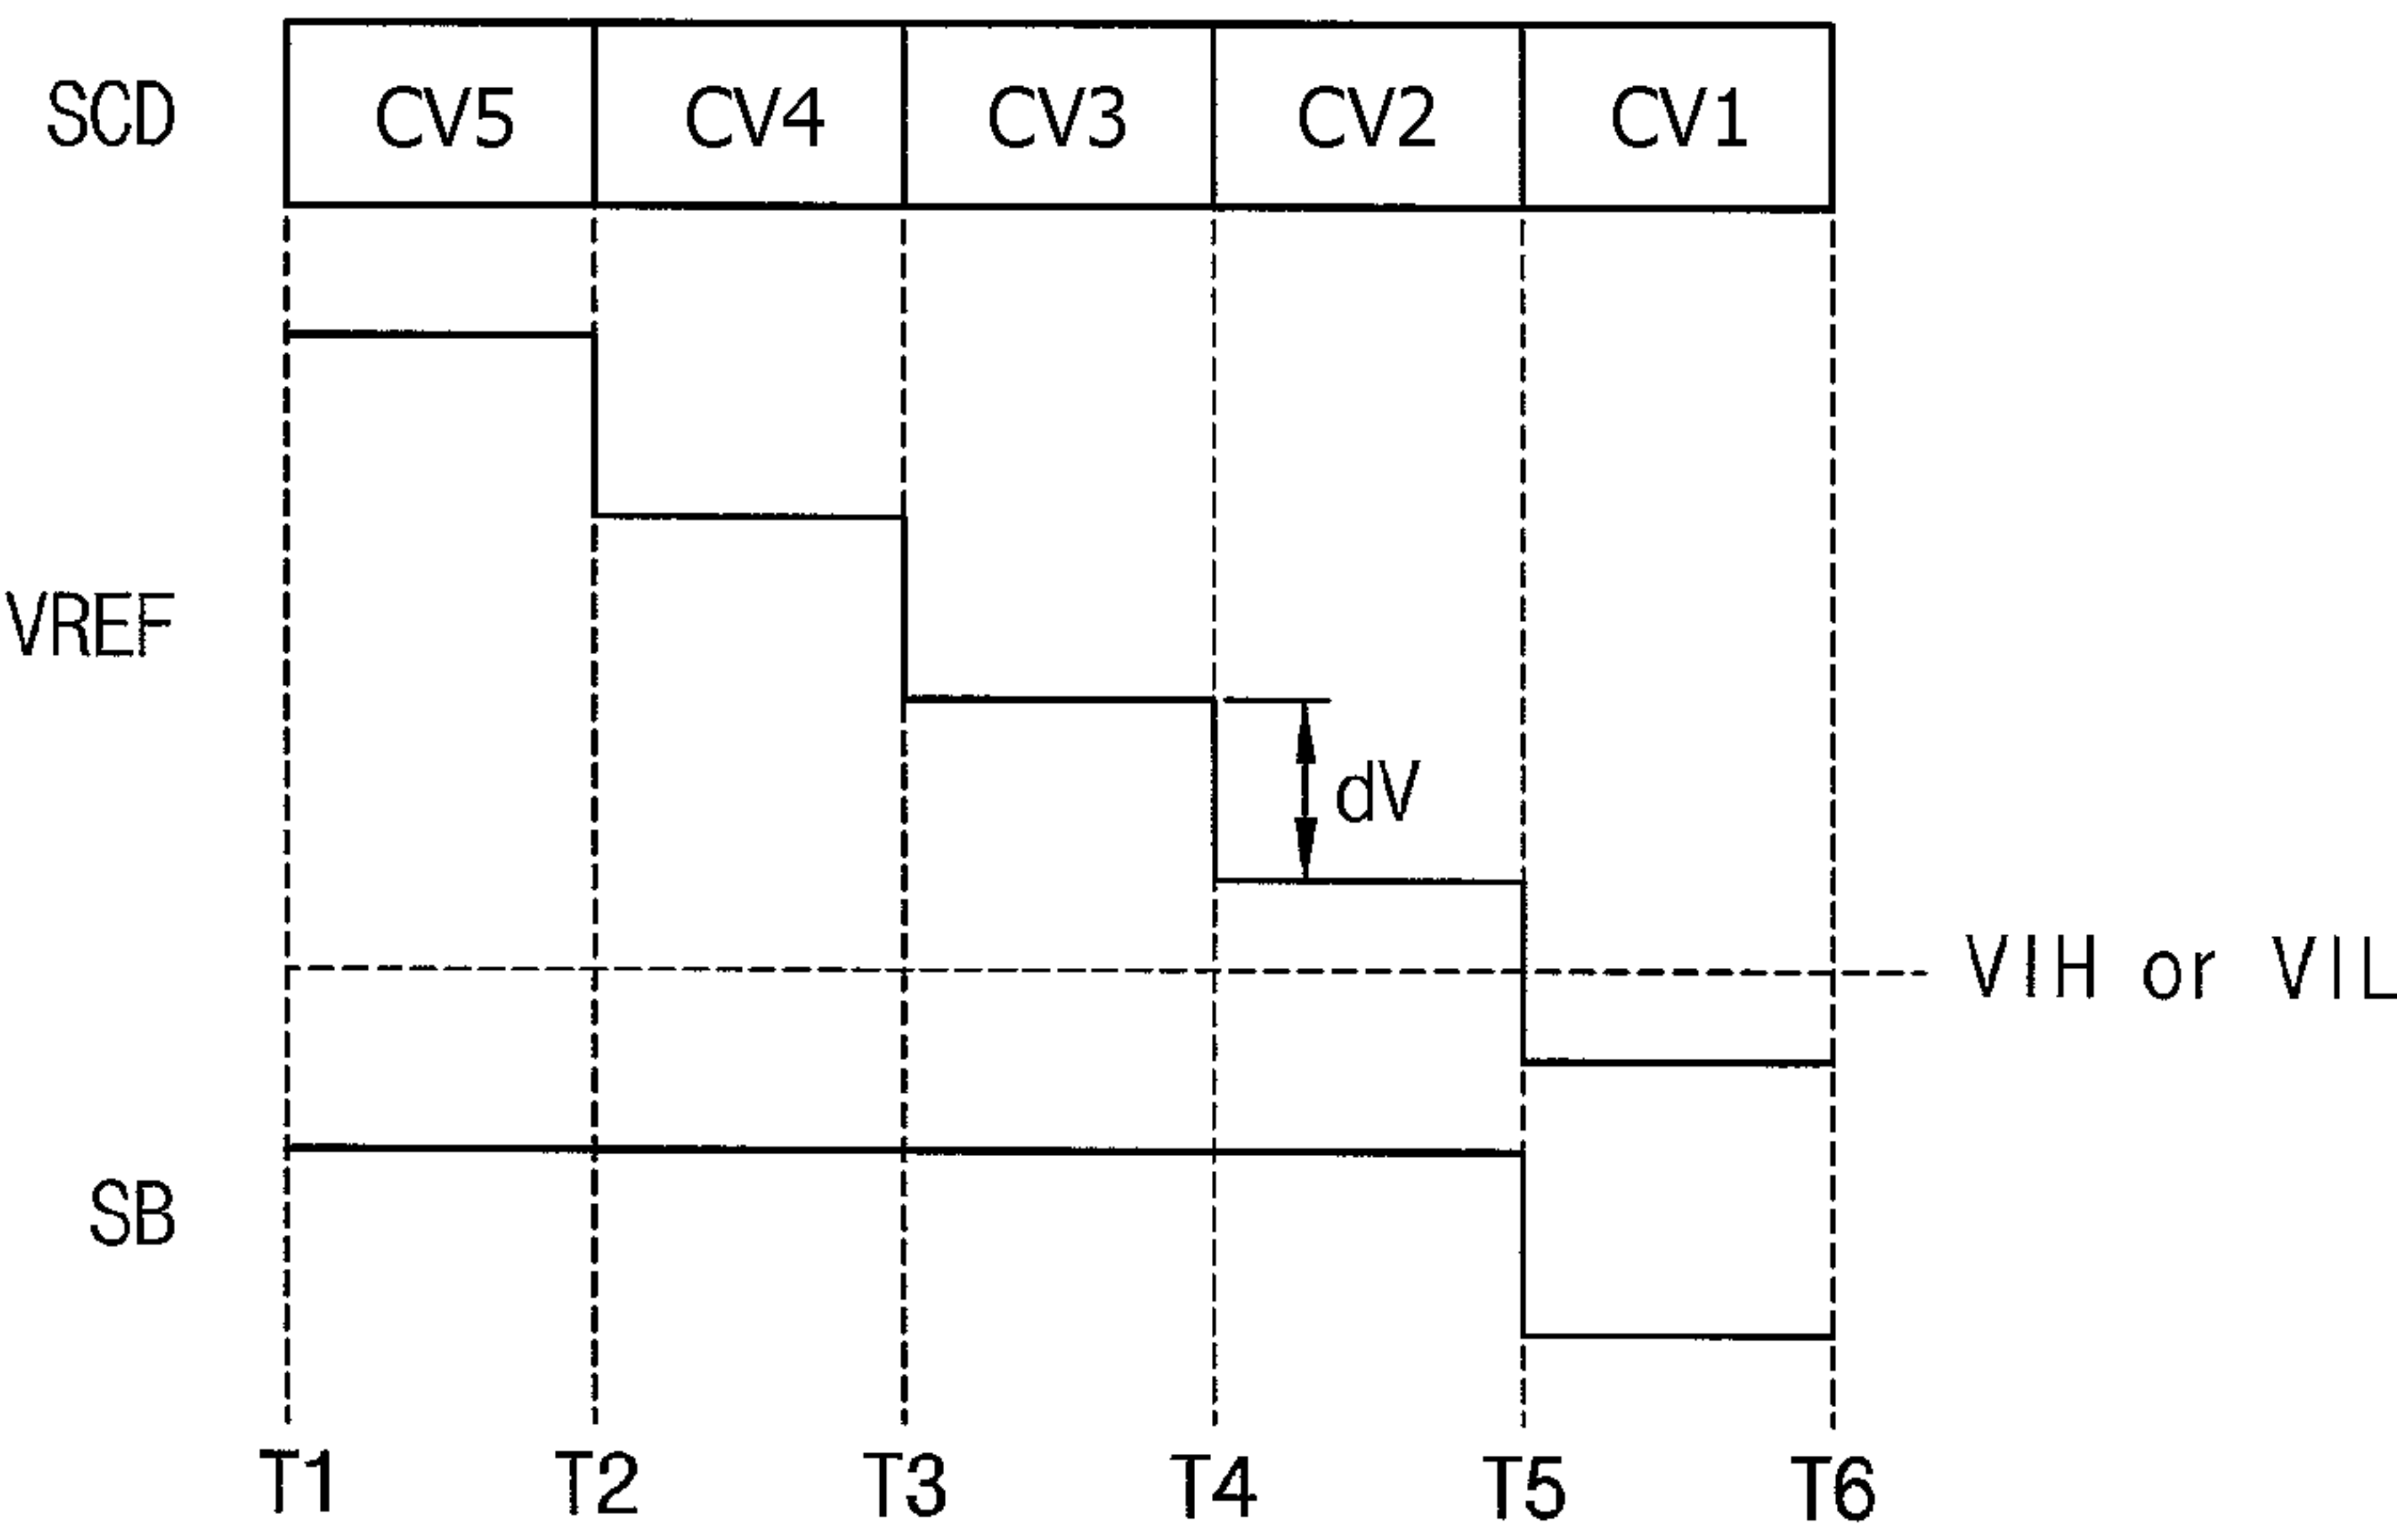 SCD CV5 CV4 CV3 CV2 CV1
VREF
dV
VIH or VIL
SB
T1 T2 T3 T4 T5 T6